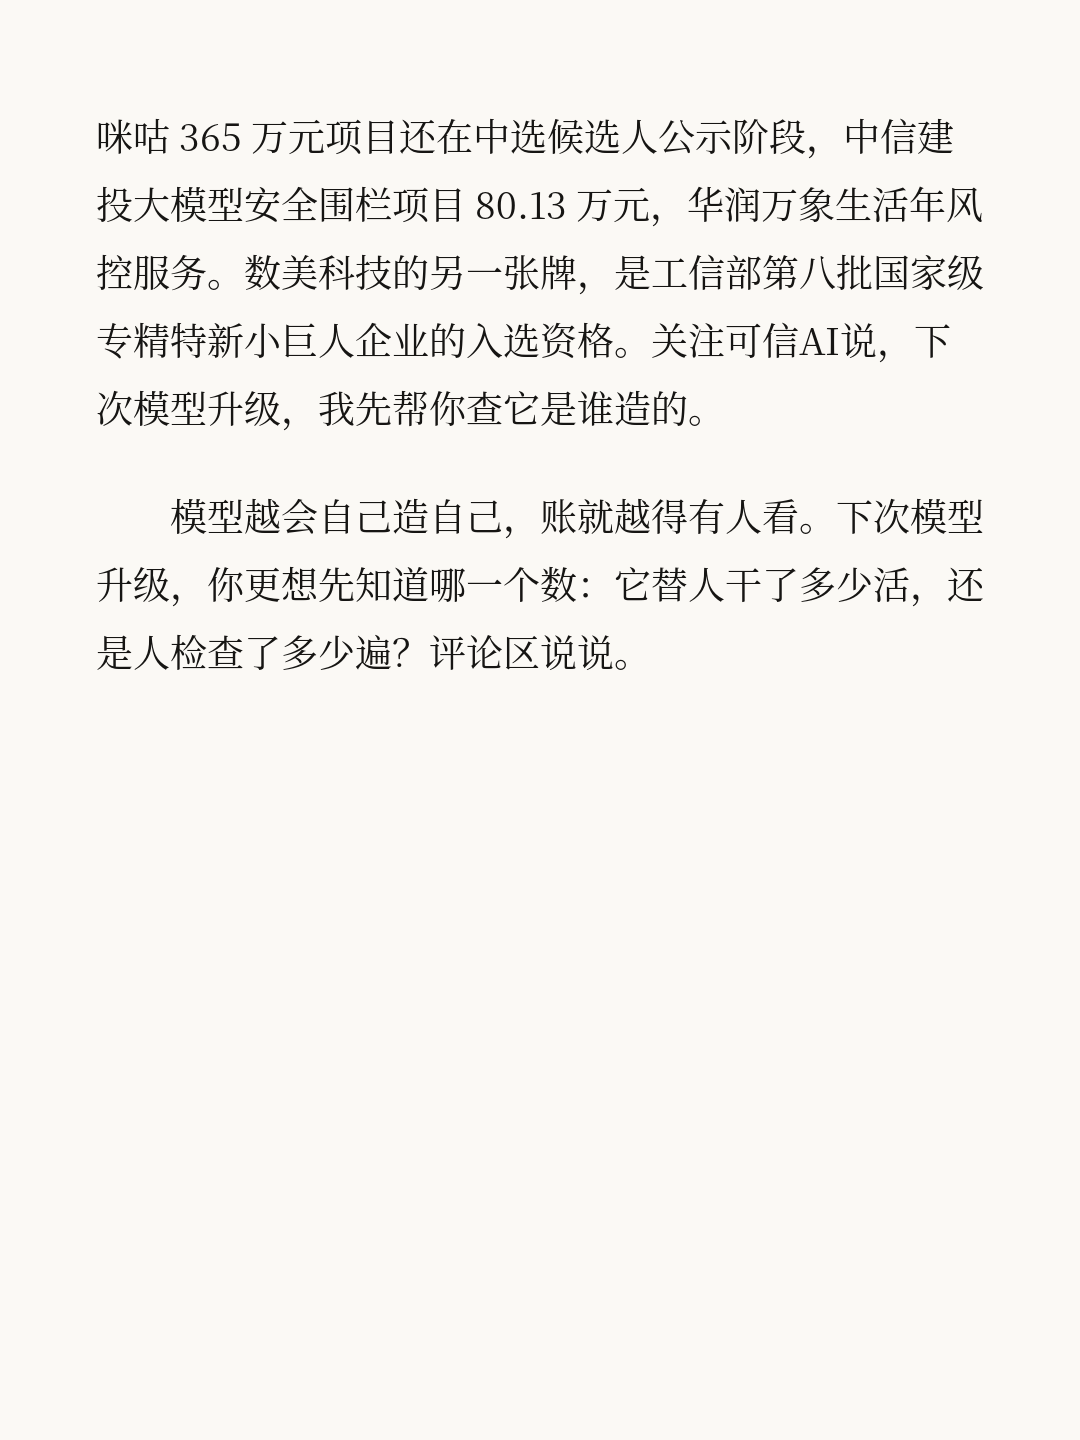 咪咕 365 万元项目还在中选候选人公示阶段，中信建
投大模型安全围栏项目 80.13 万元，华润万象生活年风
控服务。数美科技的另一张牌，是工信部第八批国家级
专精特新小巨人企业的入选资格。关注可信AI说，下
次模型升级，我先帮你查它是谁造的。
模型越会自己造自己，账就越得有人看。下次模型
升级，你更想先知道哪一个数：它替人干了多少活，还
是人检查了多少遍？评论区说说。